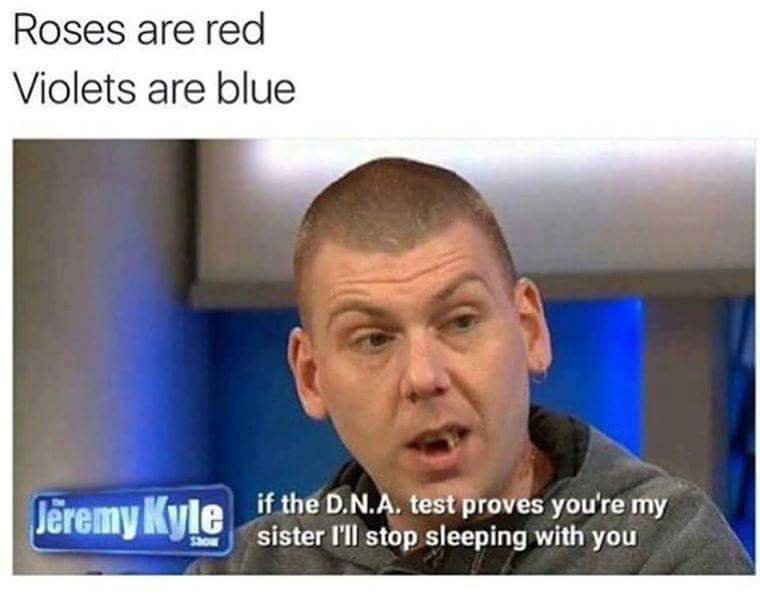 Roses are red
Violets are blue
THE
Jeremy Kyle
SHOW
if the D.N.A. test proves you're my
sister I'll stop sleeping with you